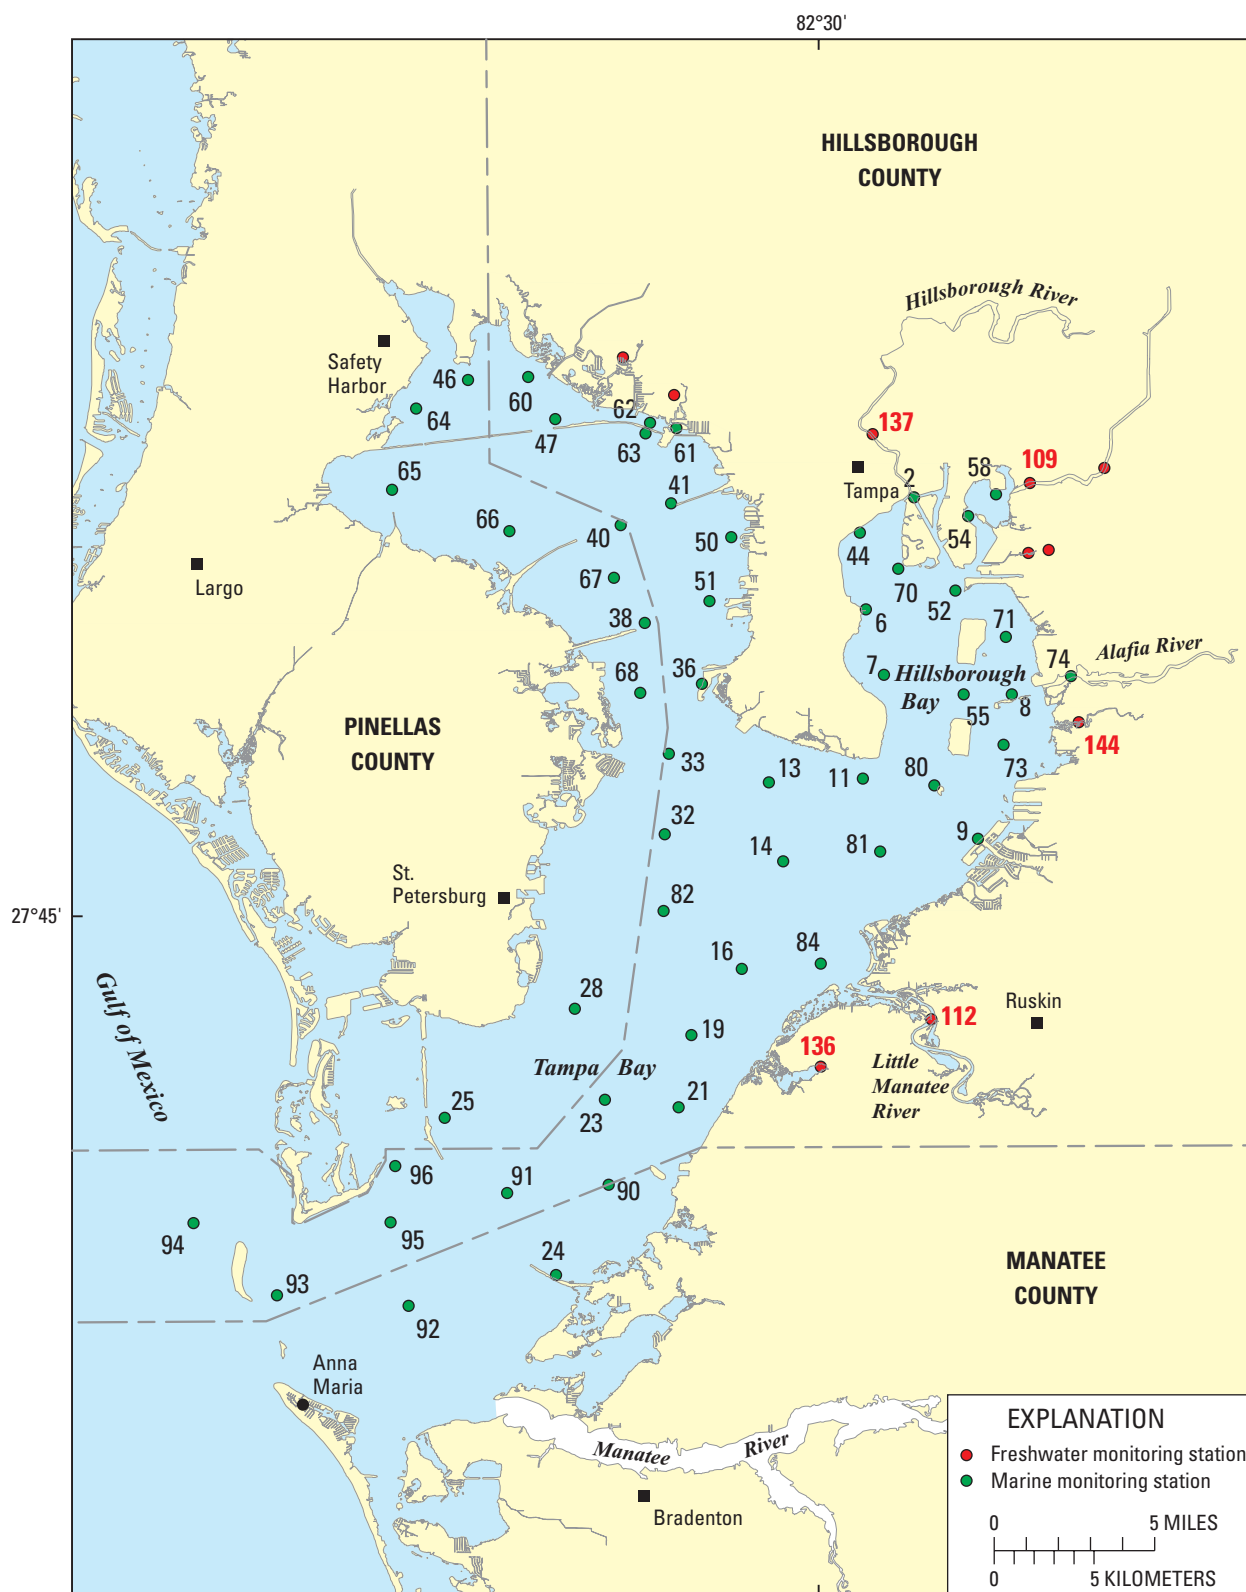 82°30'
HILLSBOROUGH
COUNTY
Hillsborough River
Safety
Harbor
46
60
64
62
47
63
61
137
109
58
2
Tampa
65
41
66
40
50
54
44
Largo
67
51
70
52
6
38
71
74
Alafia River
7
Hillsborough
Bay
36
68
55
8
PINELLAS
COUNTY
144
73
33
13
11
80
32
14
81
9
St.
Petersburg
82
27°45'
16
84
Gulf of Mexico
28
112
Ruskin
19
136
Little
Manatee
River
Tampa Bay
25
23
21
96
91
90
94
95
24
93
92
MANATEE
COUNTY
Anna
Maria
Manatee River
Bradenton
EXPLANATION
Freshwater monitoring station
Marine monitoring station
0 5 MILES
0 5 KILOMETERS